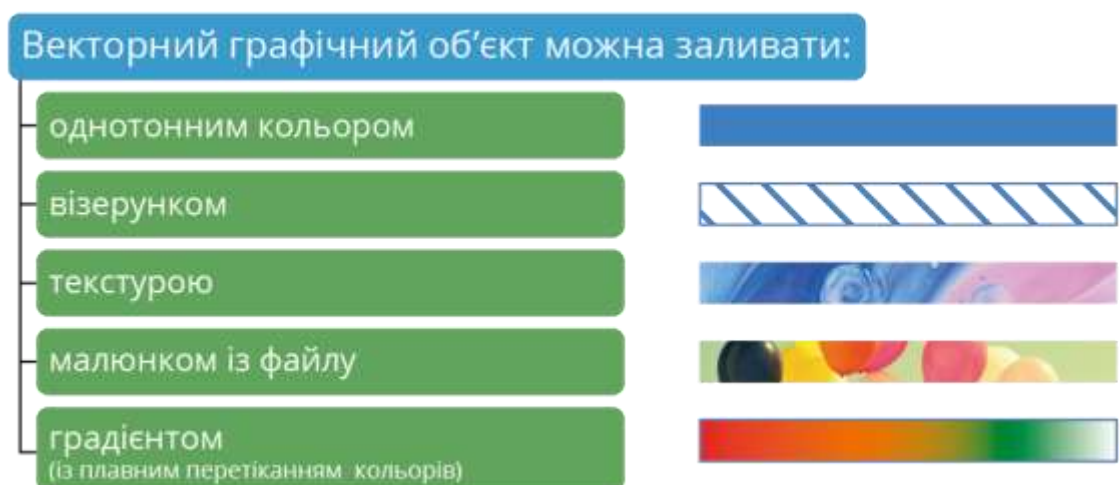 Векторний графічний об’єкт можна заливати:
однотонним кольором
візерунком
текстурою
малюнком із файлу
градієнтом
(із плавним перетіканням кольорів)